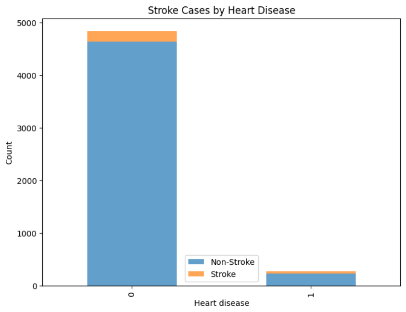 Stroke Cases by Heart Disease
5000
4000
3000
2000
1000
0
Count
Non-Stroke
Stroke
0
1
Heart disease